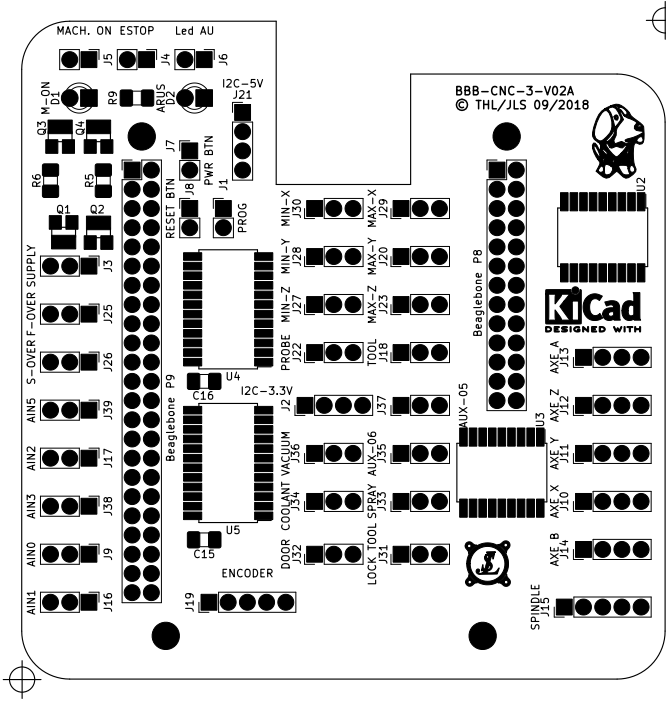 MACH. ON ESTOP Led AU
J5 J4 J6
M-ON
D1
R9
ARUS
D2
I2C-5V
J21
BBB-CNC-3-V02A
© THL/JLS 09/2018
Q3 Q4
J7
PWR BTN
U2
R6 R5
RESET BTN
J8
J1
PROG
Q1 Q2
MIN-X
J30
MAX-X
J29
SUPPLY
J3
MIN-Y
J28
MAX-Y
J20
F-OVER
J25
MIN-Z
J27
MAX-Z
J23
Beaglebone P8
KiCad
DESIGNED WITH
S-OVER
J26
PROBE
J22
TOOL
J18
AXE_A
J13
U4
C16
I2C-3.3V
AIN5
J39
Beaglebone P9
J2
J37
AUX-05
U3
AXE_Z
J12
AIN2
J17
VACUUM
J36
AUX-06
J35
AXE_Y
J11
AIN3
J38
COOLANT
J34
SPRAY
J33
AXE_X
J10
U5
C15
AIN0
J9
DOOR
J32
LOCK TOOL
J31
AXE_B
J14
ENCODER
AIN1
J16
J19
SPINDLE
J15